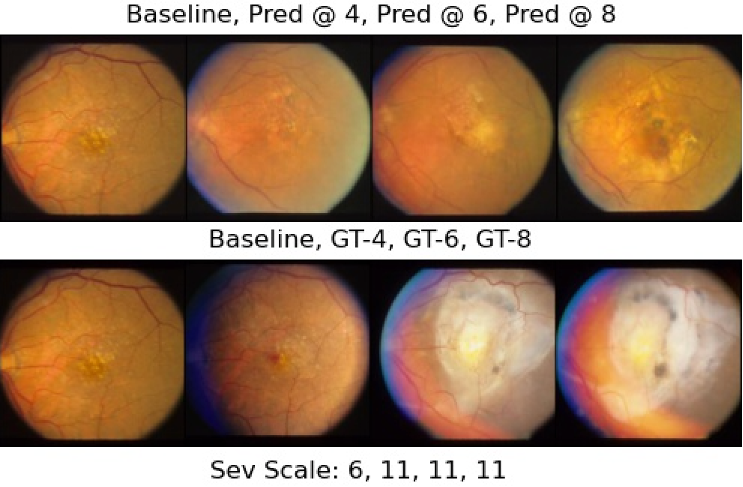 Baseline, Pred @ 4, Pred @ 6, Pred @ 8
Baseline, GT-4, GT-6, GT-8
Sev Scale: 6, 11, 11, 11